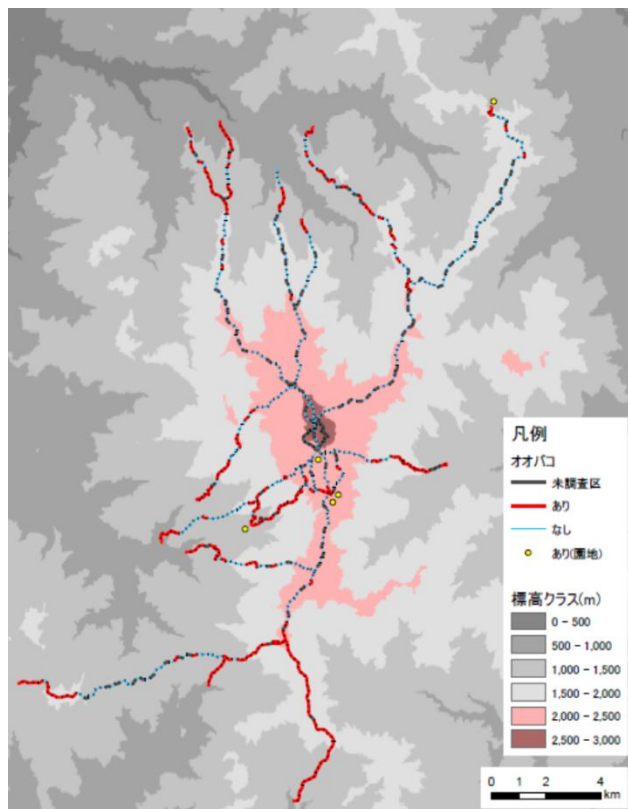 凡例
オオバコ
未調査区
あり
なし
あり(園地)
標高クラス(m)
0 - 500
500 - 1,000
1,000 - 1,500
1,500 - 2,000
2,000 - 2,500
2,500 - 3,000
0 1 2 4
km